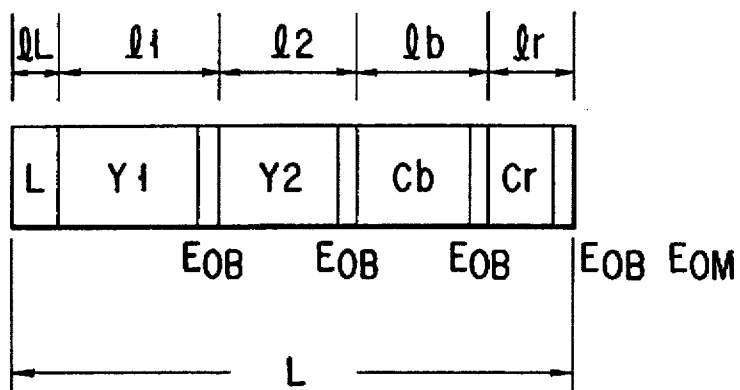 ℓL ℓ1 ℓ2 ℓb ℓr
L Y1 Y2 Cb Cr
EOB EOB EOB EOB EOM
L